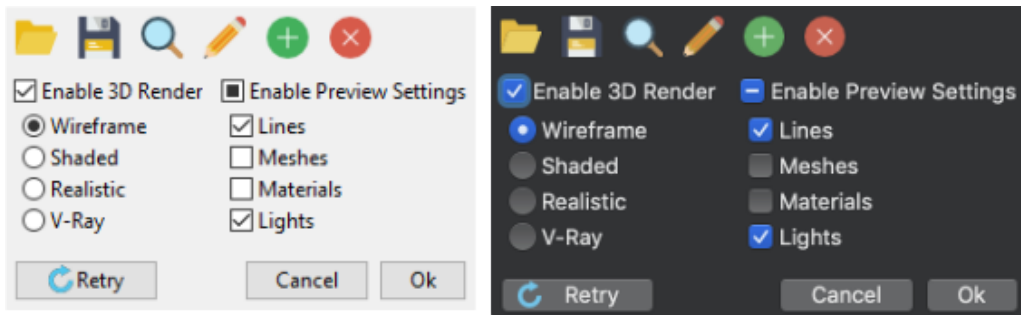 Enable 3D Render Enable Preview Settings
Wireframe Lines
Shaded Meshes
Realistic Materials
V-Ray Lights
Retry Cancel Ok
Enable 3D Render Enable Preview Settings
Wireframe Lines
Shaded Meshes
Realistic Materials
V-Ray Lights
Retry Cancel Ok